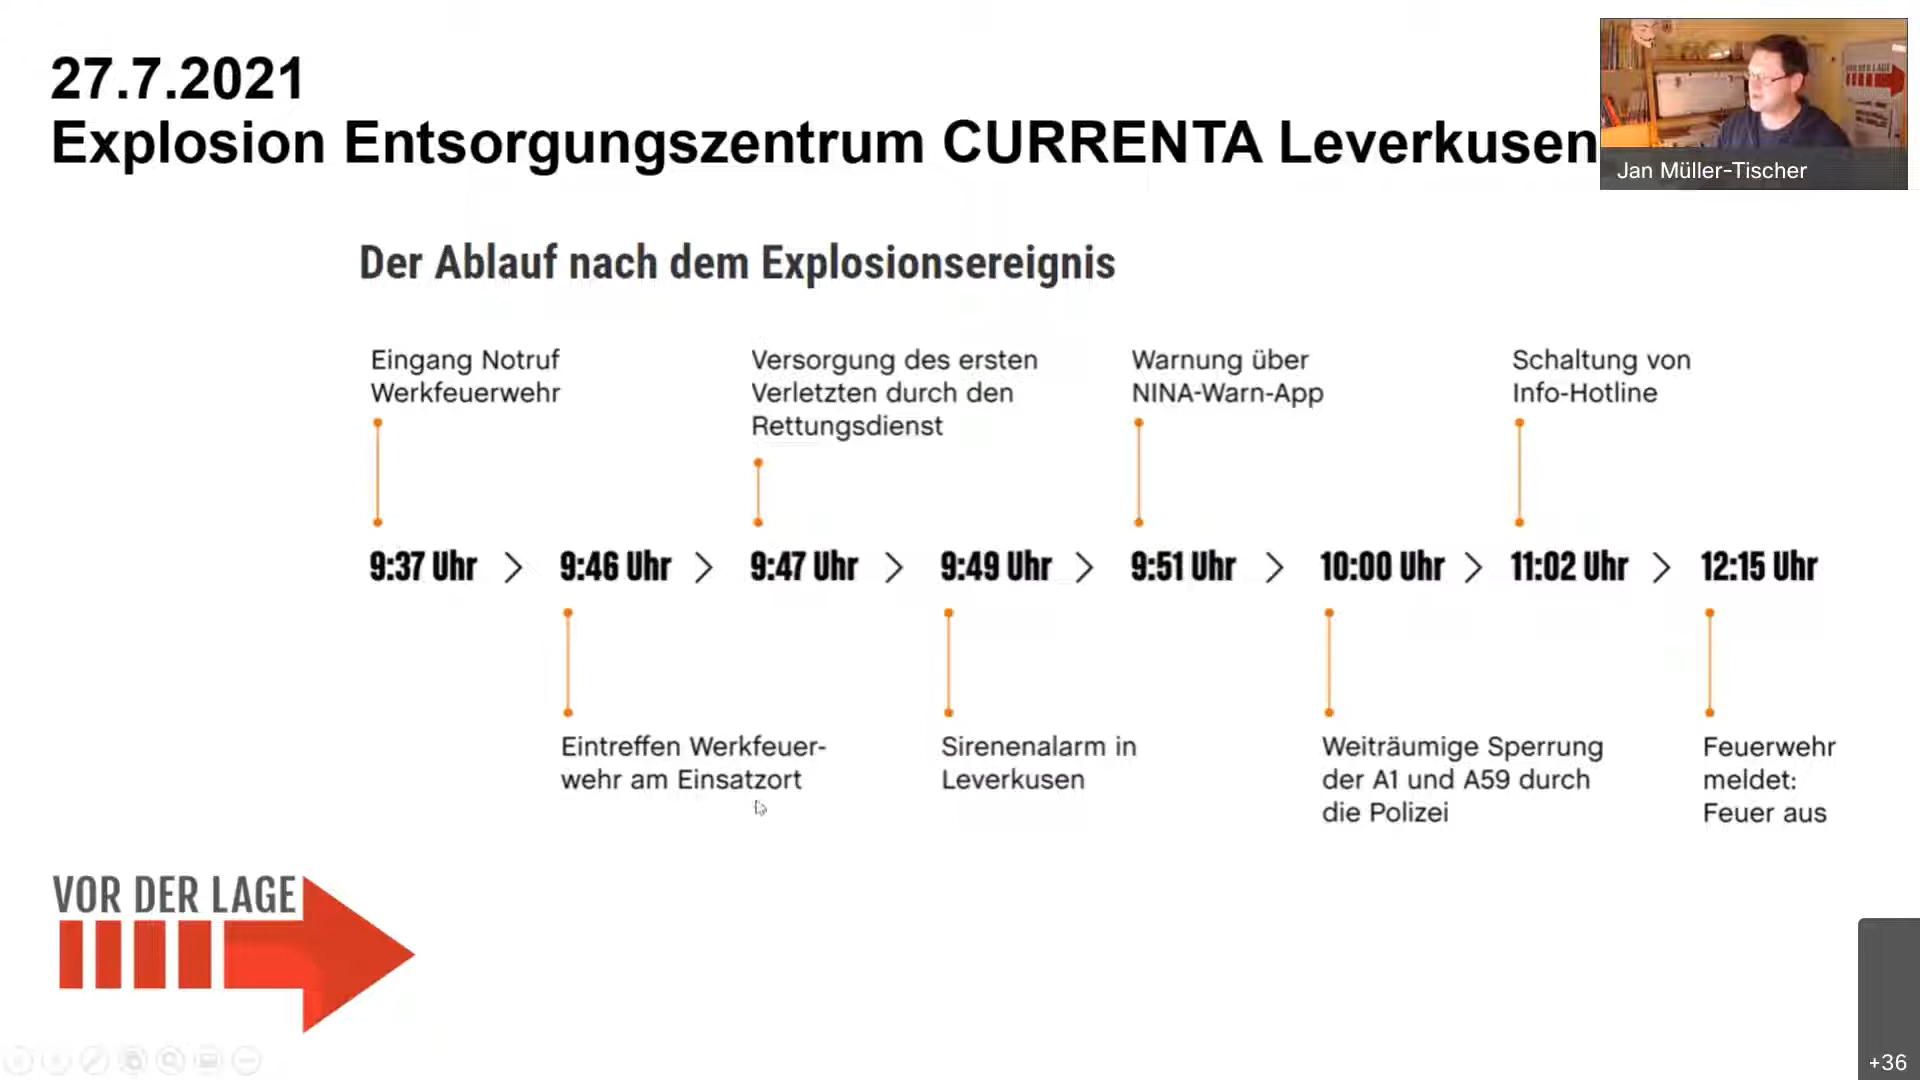 27.7.2021
Explosion Entsorgungszentrum CURRENTA Leverkusen
Jan Müller-Tischer
Der Ablauf nach dem Explosionsereignis
Eingang Notruf
Werkfeuerwehr
Versorgung des ersten
Verletzten durch den
Rettungsdienst
Warnung über
NINA-Warn-App
Schaltung von
Info-Hotline
9:37 Uhr > 9:46 Uhr > 9:47 Uhr > 9:49 Uhr > 9:51 Uhr > 10:00 Uhr > 11:02 Uhr > 12:15 Uhr
Eintreffen Werkfeuer-
wehr am Einsatzort
Sirenenalarm in
Leverkusen
Weiträumige Sperrung
der A1 und A59 durch
die Polizei
Feuerwehr
meldet:
Feuer aus
VOR DER LAGE
+36